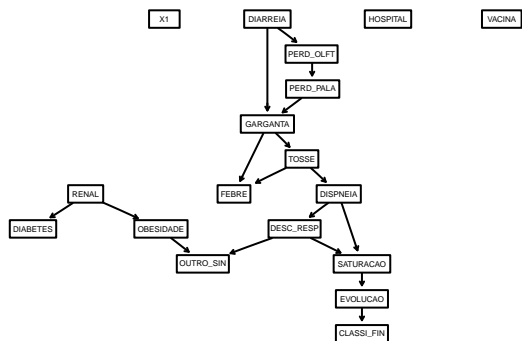 X1
DIARREIA
HOSPITAL
VACINA
PERD_OLFT
PERD_PALA
GARGANTA
TOSSE
RENAL
FEBRE
DISPNEIA
DIABETES
OBESIDADE
DESC_RESP
OUTRO_SIN
SATURACAO
EVOLUCAO
CLASSI_FIN